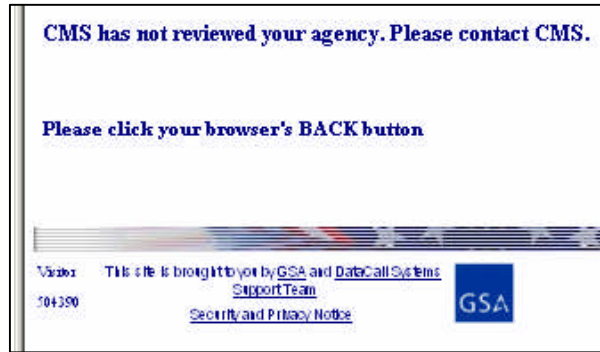 CMS has not reviewed your agency. Please contact CMS.
Please click your browser's BACK button
Visitor
504390
This site is brought to you by GSA and DataCall Systems
Support Team
Security and Privacy Notice
GSA